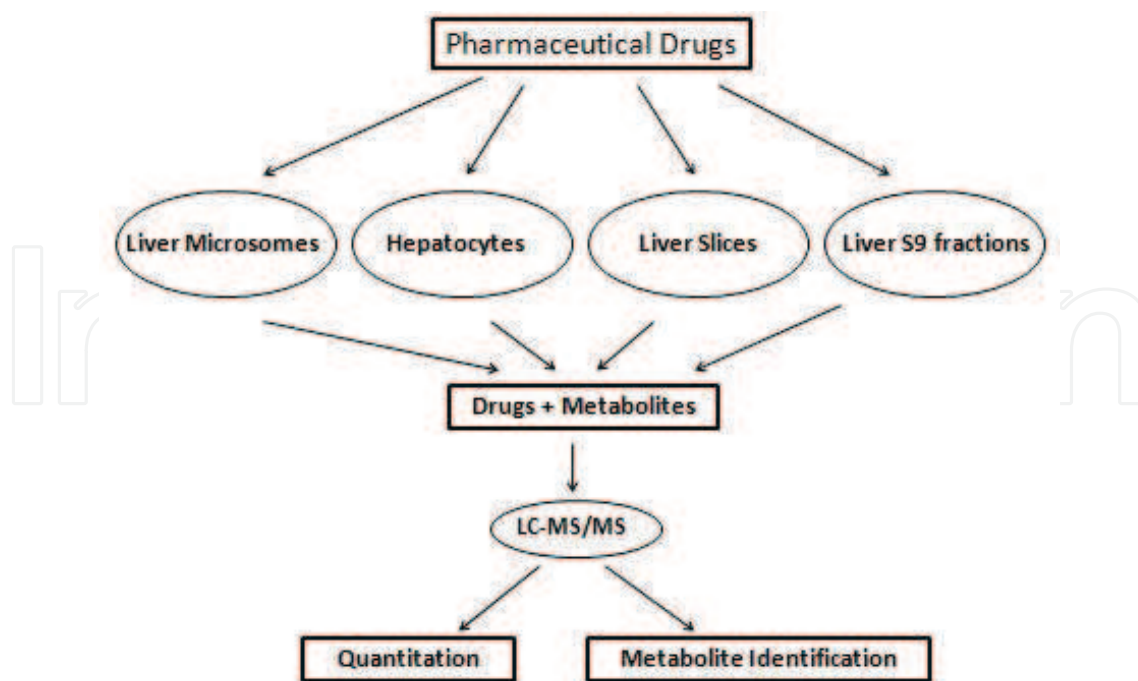 Pharmaceutical Drugs
Liver Microsomes
Hepatocytes
Liver Slices
Liver S9 fractions
Drugs + Metabolites
LC-MS/MS
Quantitation
Metabolite Identification